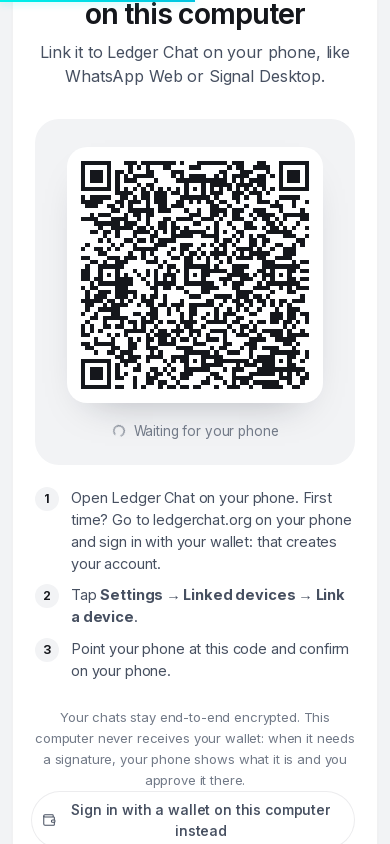 on this computer
Link it to Ledger Chat on your phone, like
WhatsApp Web or Signal Desktop.
Waiting for your phone
1 Open Ledger Chat on your phone. First
time? Go to ledgerchat.org on your phone
and sign in with your wallet: that creates
your account.
2 Tap Settings → Linked devices → Link
a device.
3 Point your phone at this code and confirm
on your phone.
Your chats stay end-to-end encrypted. This
computer never receives your wallet: when it needs
a signature, your phone shows what it is and you
approve it there.
Sign in with a wallet on this computer
instead